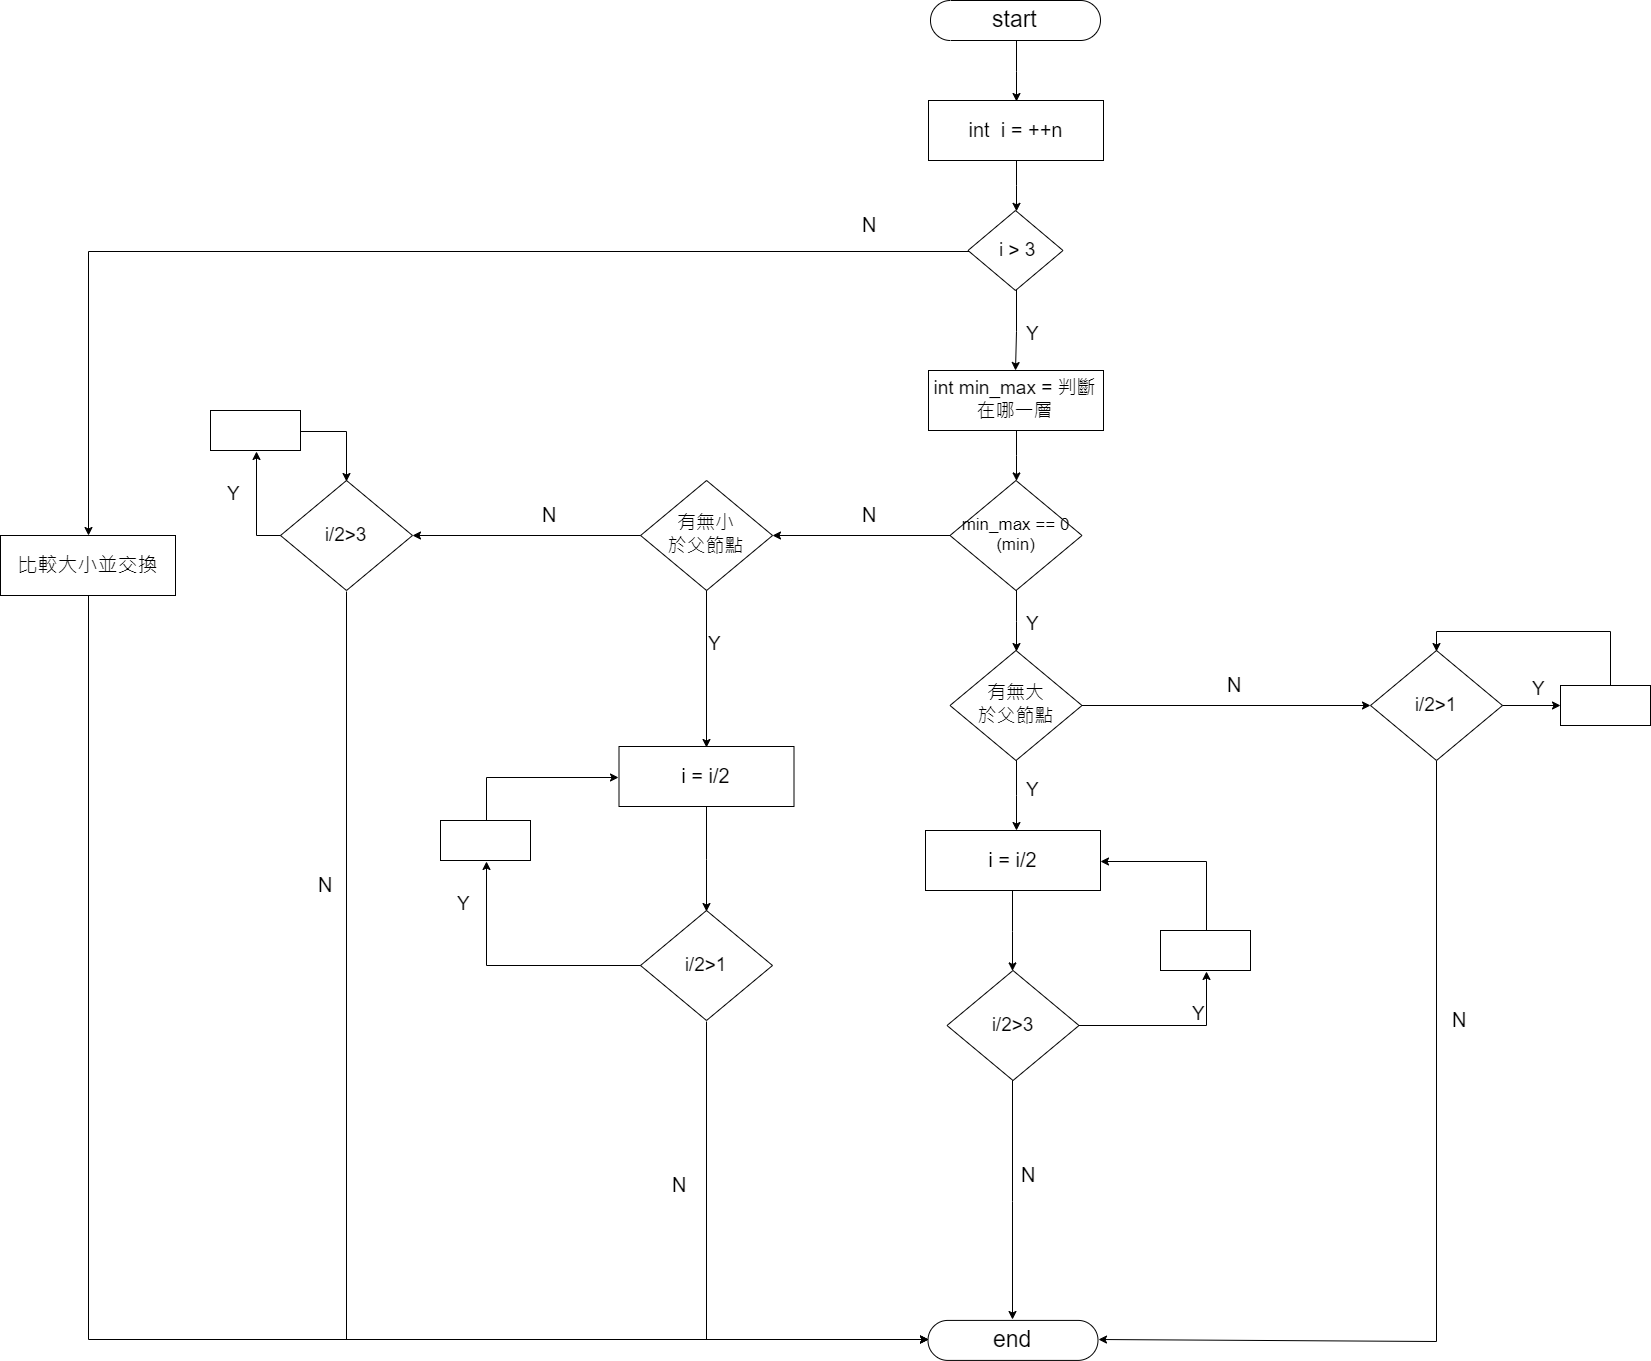 start
int i = ++n
N
i > 3
Y
int min_max = 判斷
在哪一層
Y
N
N
有無小
於父節點
min_max == 0
(min)
i/2>3
比較大小並交換
Y
Y
有無大
於父節點
N
Y
i/2>1
i = i/2
Y
i = i/2
N
Y
i/2>1
Y
i/2>3
N
N
N
end